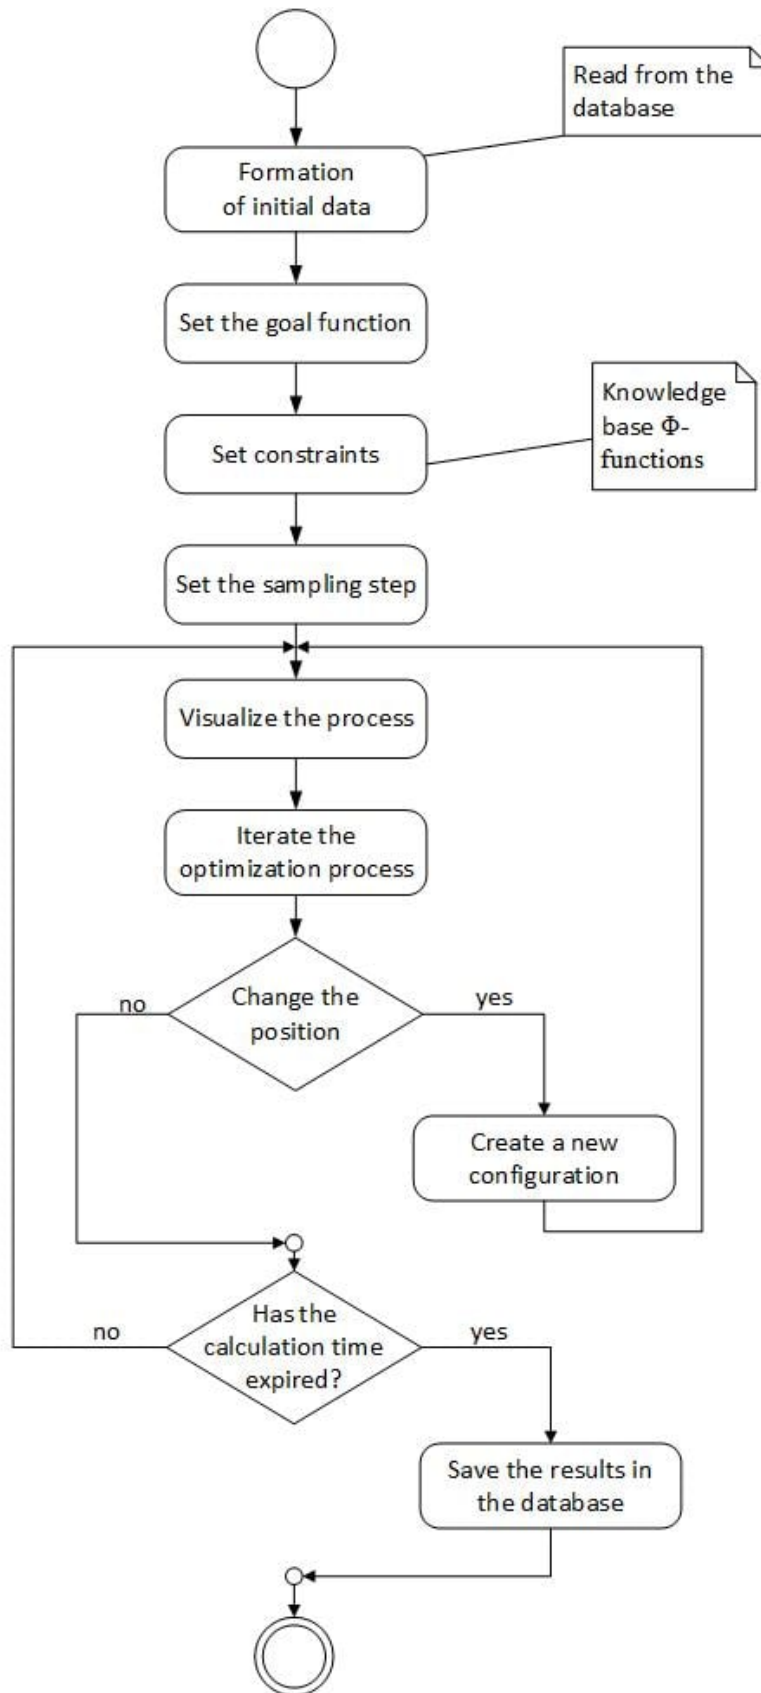 Read from the
database
Formation
of initial data
Set the goal function
Knowledge
base Φ-
functions
Set constraints
Set the sampling step
Visualize the process
Iterate the
optimization process
no
Change the
position
yes
Create a new
configuration
no
Has the
calculation time
expired?
yes
Save the results in
the database